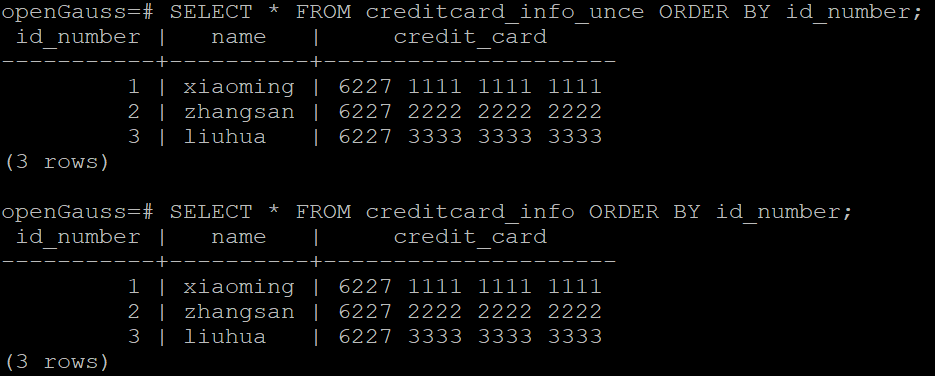 openGauss=# SELECT * FROM creditcard_info_unce ORDER BY id_number;
 id_number |   name   |     credit_card
-----------+----------+---------------------
         1 | xiaoming | 6227 1111 1111 1111
         2 | zhangsan | 6227 2222 2222 2222
         3 | liuhua   | 6227 3333 3333 3333
(3 rows)

openGauss=# SELECT * FROM creditcard_info ORDER BY id_number;
 id_number |   name   |     credit_card
-----------+----------+---------------------
         1 | xiaoming | 6227 1111 1111 1111
         2 | zhangsan | 6227 2222 2222 2222
         3 | liuhua   | 6227 3333 3333 3333
(3 rows)